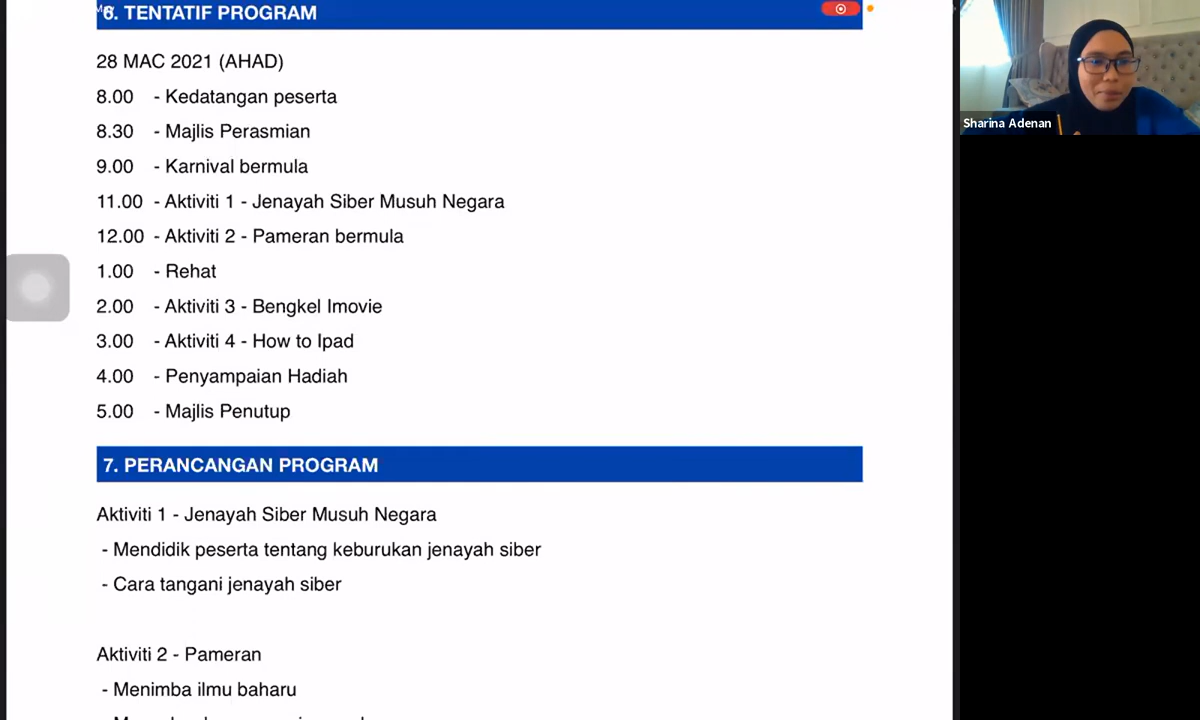 6. TENTATIF PROGRAM
28 MAC 2021 (AHAD)
8.00 - Kedatangan peserta
8.30 - Majlis Perasmian
9.00 - Karnival bermula
11.00 - Aktiviti 1 - Jenayah Siber Musuh Negara
12.00 - Aktiviti 2 - Pameran bermula
1.00 - Rehat
2.00 - Aktiviti 3 - Bengkel Imovie
3.00 - Aktiviti 4 - How to Ipad
4.00 - Penyampaian Hadiah
5.00 - Majlis Penutup
7. PERANCANGAN PROGRAM
Aktiviti 1 - Jenayah Siber Musuh Negara
- Mendidik peserta tentang keburukan jenayah siber
- Cara tangani jenayah siber
Aktiviti 2 - Pameran
- Menimba ilmu baharu
Sharina Adenan